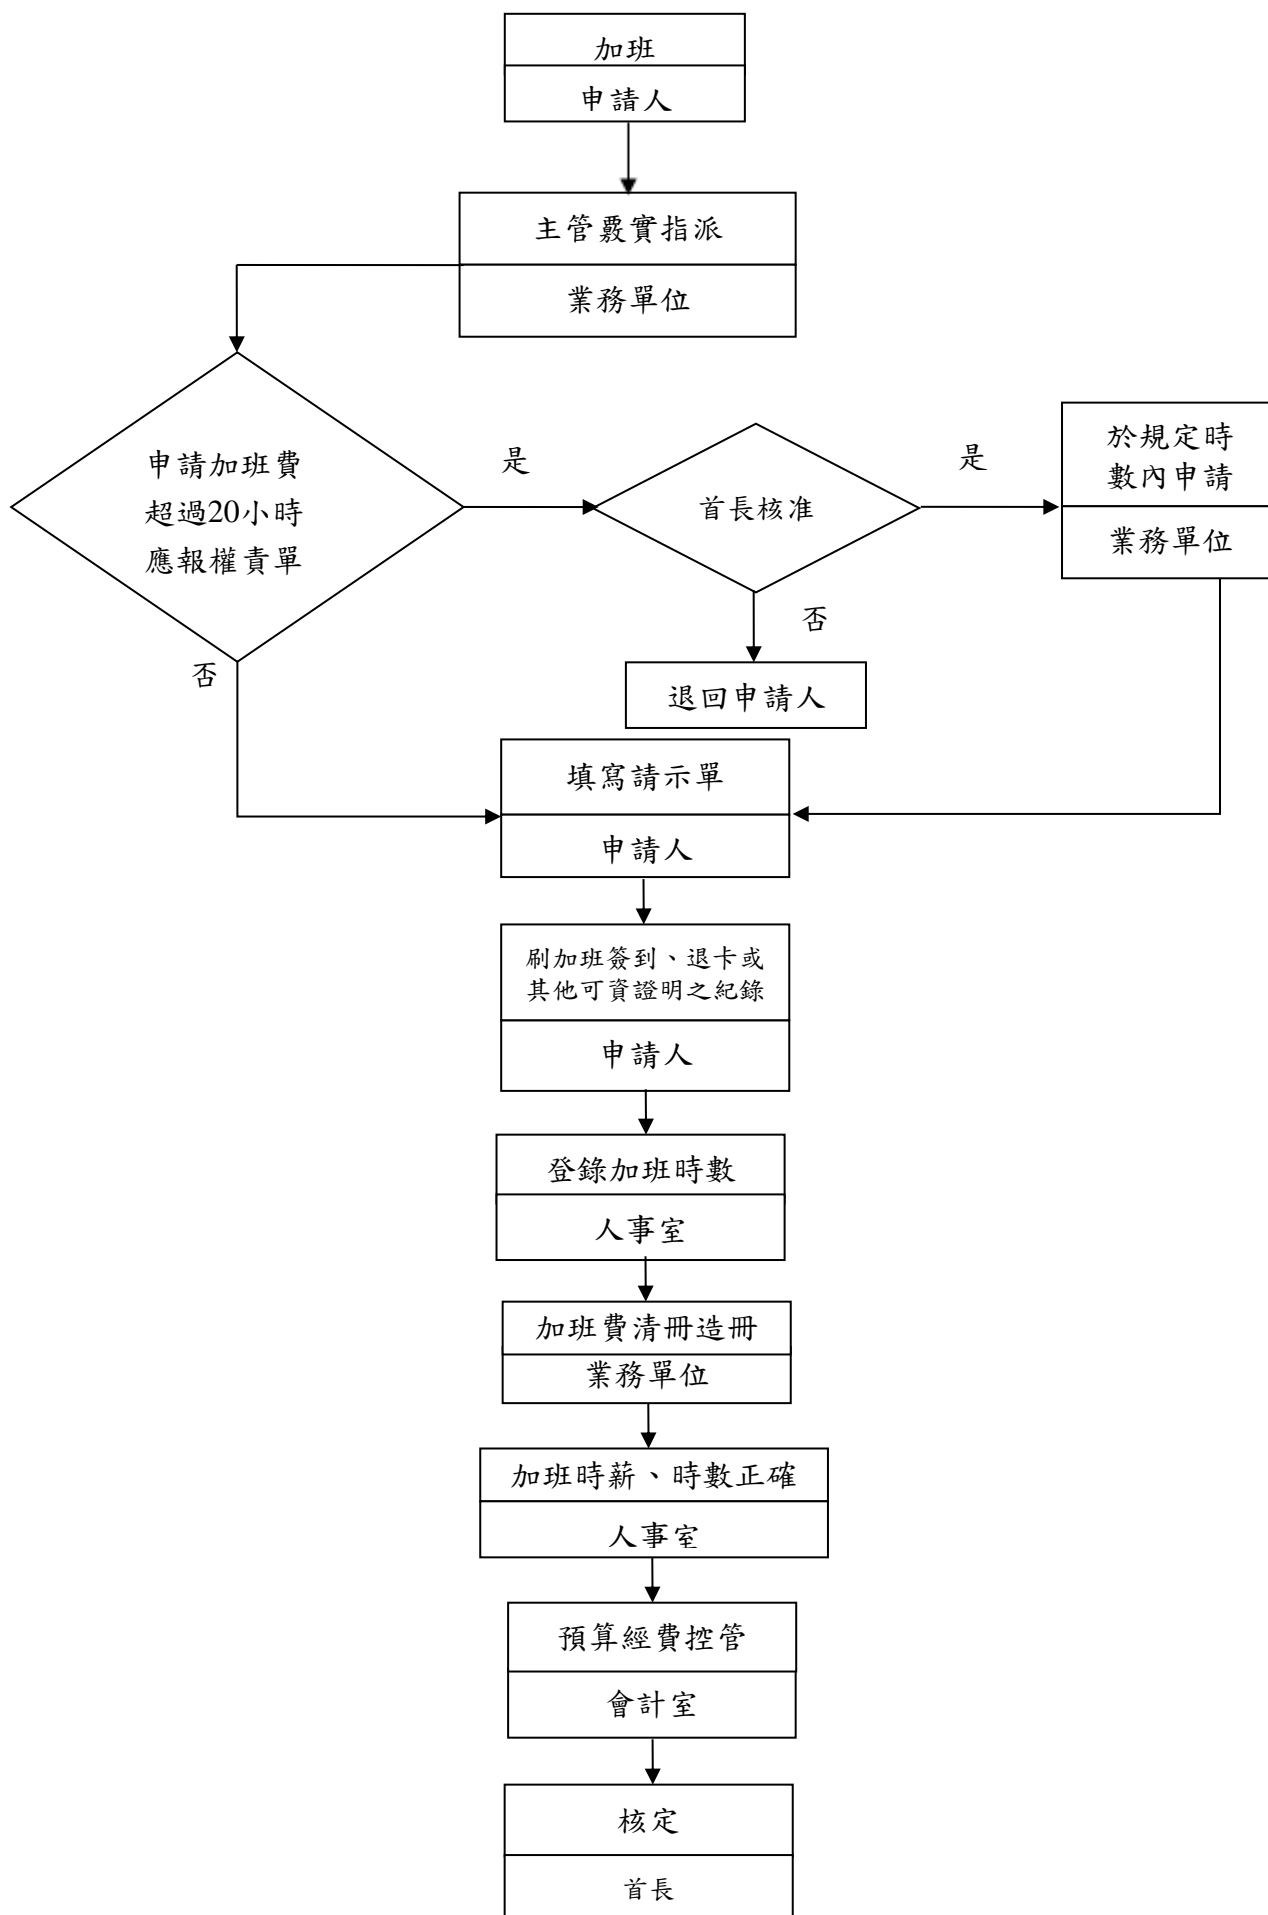 加班
申請人
主管覈實指派
業務單位
申請加班費
超過20小時
應報權責單
是
首長核准
是
於規定時
數內申請
業務單位
否
退回申請人
否
填寫請示單
申請人
刷加班簽到、退卡或
其他可資證明之紀錄
申請人
登錄加班時數
人事室
加班費清冊造冊
業務單位
加班時薪、時數正確
人事室
預算經費控管
會計室
核定
首長